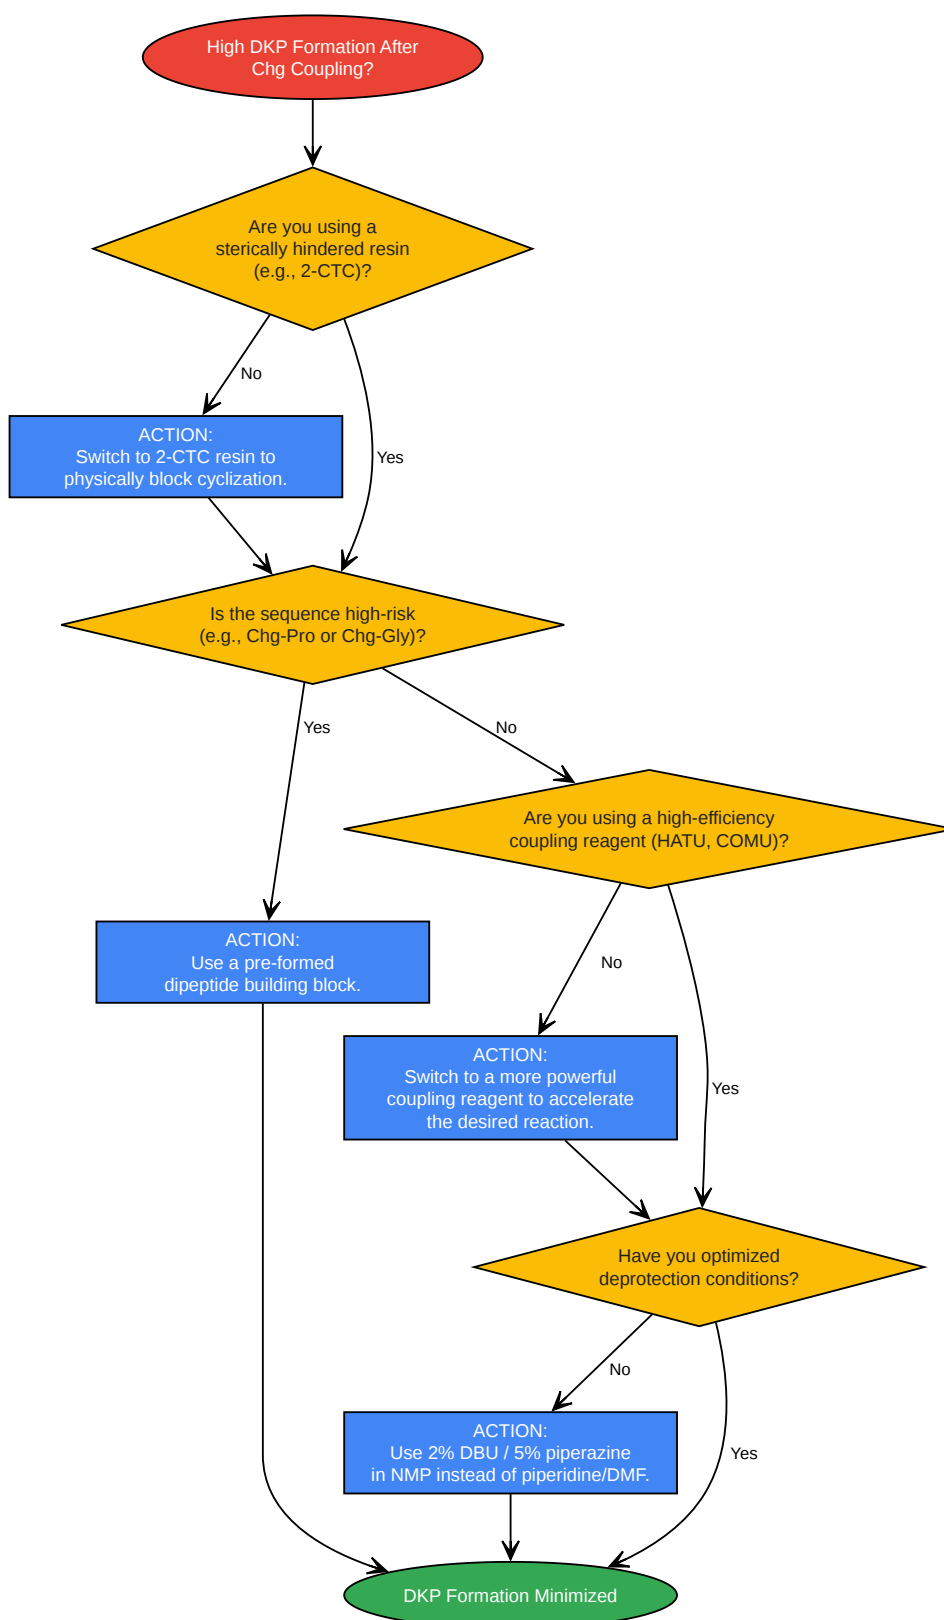 High DKP Formation After
Chg Coupling?
Are you using a
sterically hindered resin
(e.g., 2-CTC)?
No
Yes
ACTION:
Switch to 2-CTC resin to
physically block cyclization.
Is the sequence high-risk
(e.g., Chg-Pro or Chg-Gly)?
Yes
No
Are you using a high-efficiency
coupling reagent (HATU, COMU)?
ACTION:
Use a pre-formed
dipeptide building block.
No
Yes
ACTION:
Switch to a more powerful
coupling reagent to accelerate
the desired reaction.
Have you optimized
deprotection conditions?
No
Yes
ACTION:
Use 2% DBU / 5% piperazine
in NMP instead of piperidine/DMF.
DKP Formation Minimized